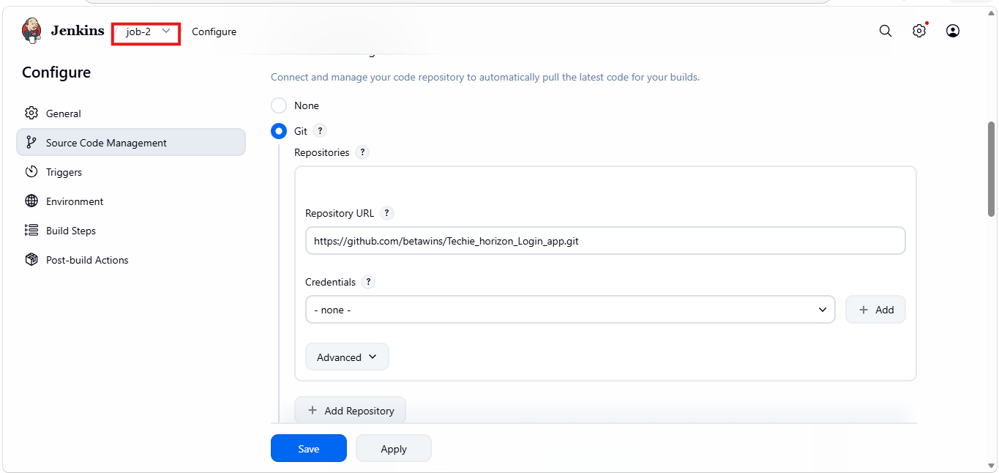 Jenkins / job-2 Configure
Configure
General
Source Code Management
Triggers
Environment
Build Steps
Post-build Actions
Connect and manage your code repository to automatically pull the latest code for your builds.
None
Git ?
Repositories ?
Repository URL ?
https://github.com/betawins/Techie_horizon_Login_app.git
Credentials ?
- none -
+ Add
Advanced
+ Add Repository
Save
Apply